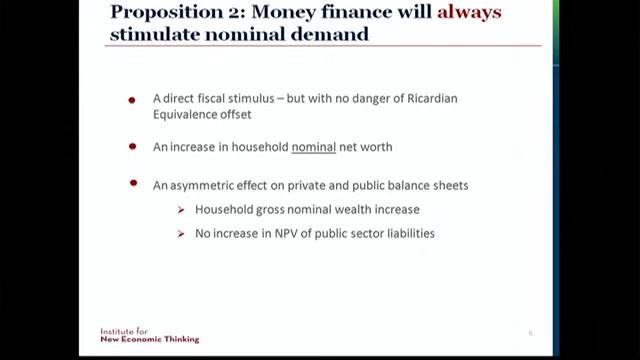 Proposition 2: Money finance will always
stimulate nominal demand
A direct fiscal stimulus – but with no danger of Ricardian
Equivalence offset
An increase in household nominal net worth
An asymmetric effect on private and public balance sheets
Household gross nominal wealth increase
No increase in NPV of public sector liabilities
Institute for
New Economic Thinking